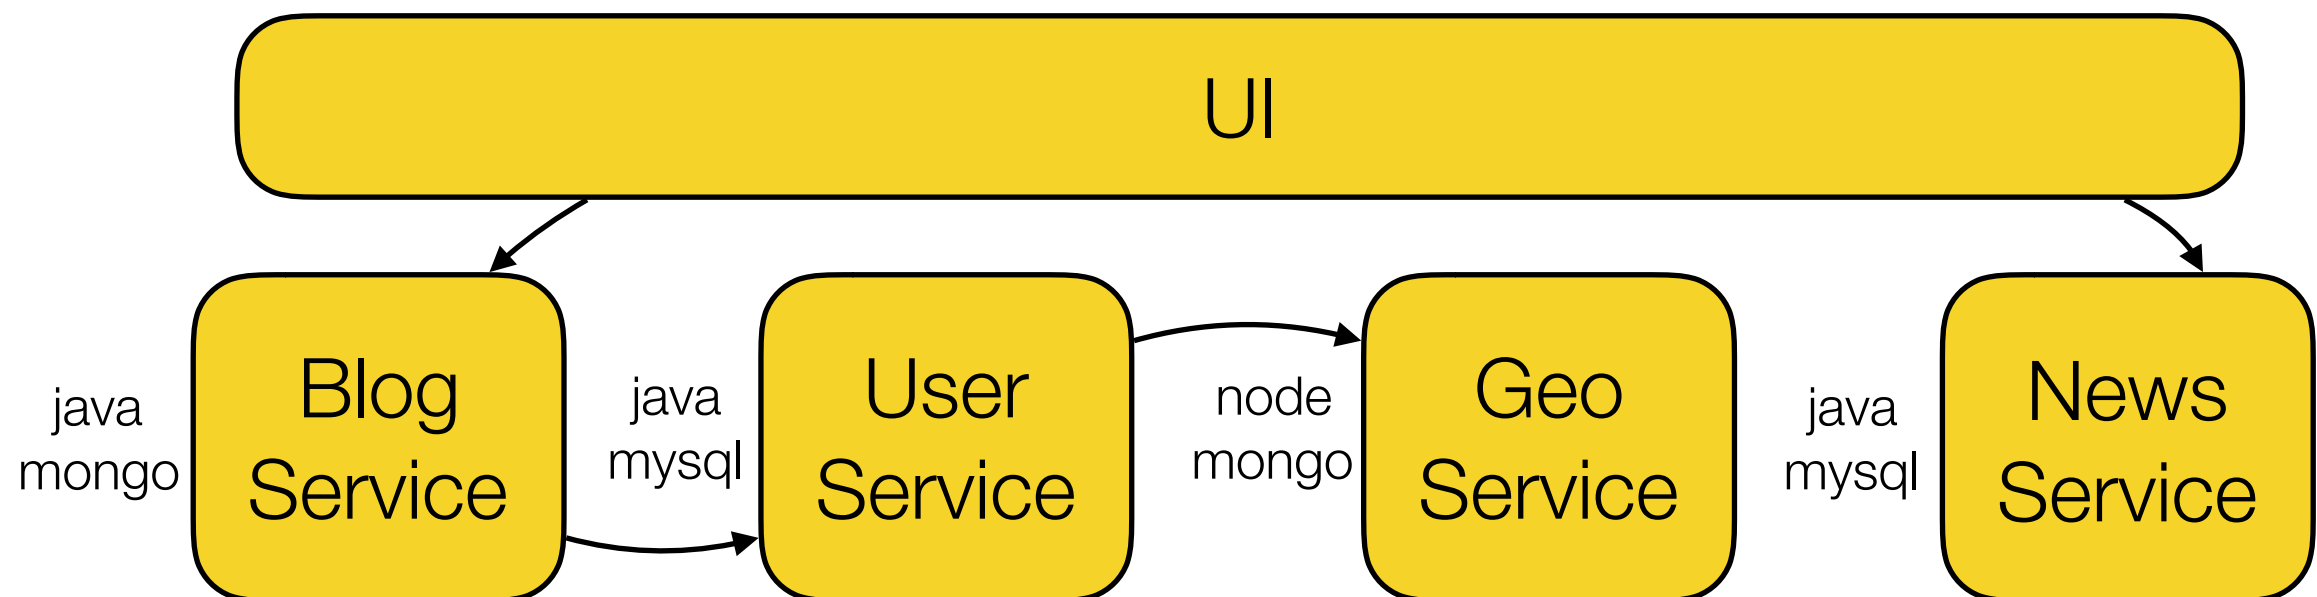 UI
java
mongo
Blog
Service
java
mysql
User
Service
node
mongo
Geo
Service
java
mysql
News
Service